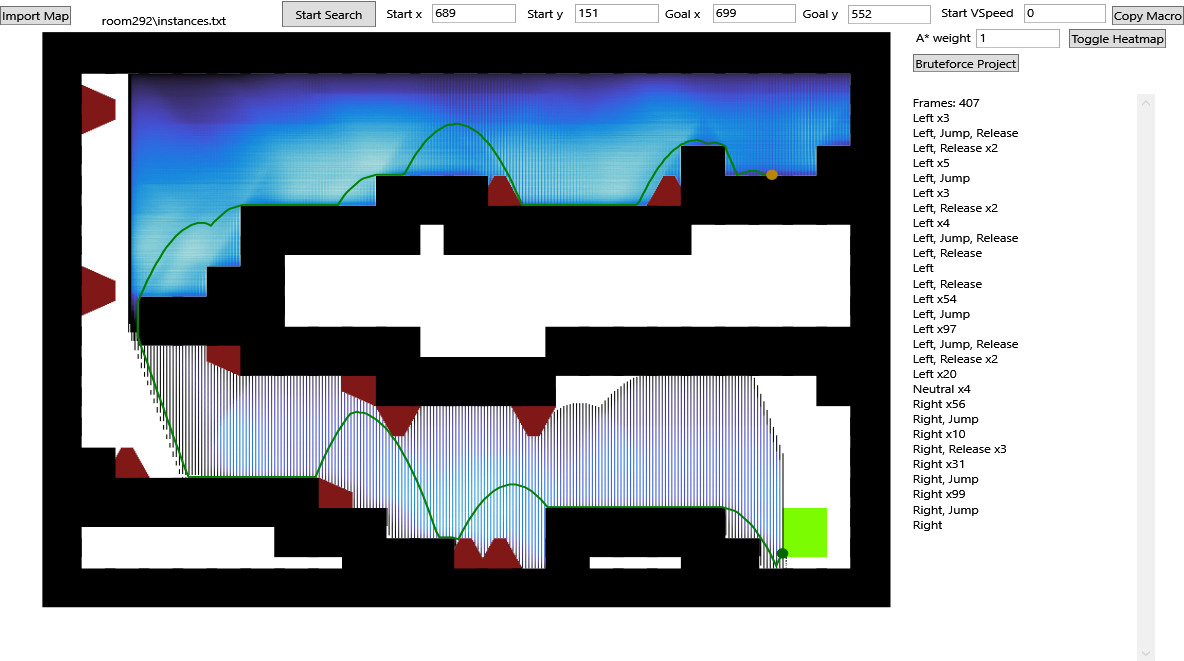 Import Map room292\instances.txt Start Search Start x 689 Start y 151 Goal x 699 Goal y 552 Start VSpeed 0 Copy Macro
A* weight 1 Toggle Heatmap
Bruteforce Project
Frames: 407
Left x3
Left, Jump, Release
Left, Release x2
Left x5
Left, Jump
Left x3
Left, Release x2
Left x4
Left, Jump, Release
Left, Release
Left
Left, Release
Left x54
Left, Jump
Left x97
Left, Jump, Release
Left, Release x2
Left x20
Neutral x4
Right x56
Right, Jump
Right x10
Right, Release x3
Right x31
Right, Jump
Right x99
Right, Jump
Right